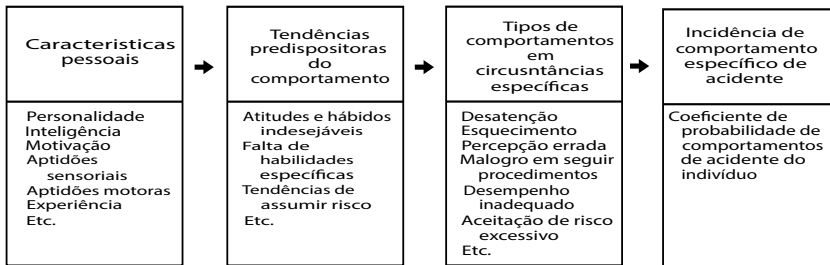 Caracteristicas
pessoais
Personalidade
Inteligência
Motivação
Aptidões
sensoriais
Aptidões motoras
Experiência
Etc.
Tendências
predispositoras
do
comportamento
Atitudes e hábidos
indesejáveis
Falta de
habilidades
específicas
Tendências de
assumir risco
Etc.
Tipos de
comportamentos
em
circusntâncias
específicas
Desatenção
Esquecimento
Percepção errada
Malogro em seguir
procedimentos
Desempenho
inadequado
Aceitação de risco
excessivo
Etc.
Incidência de
comportamento
específico de
acidente
Coeficiente de
probabilidade de
comportamentos
de acidente do
indivíduo